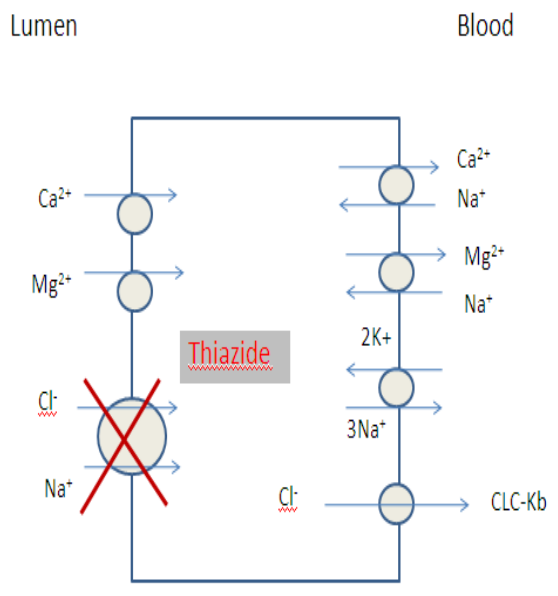 Lumen
Blood
Ca²⁺
Ca²⁺
Na⁺
Mg²⁺
Mg²⁺
Na⁺
2K+
Thiazide
Cl⁻
3Na⁺
Na⁺
Cl⁻
CLC-Kb